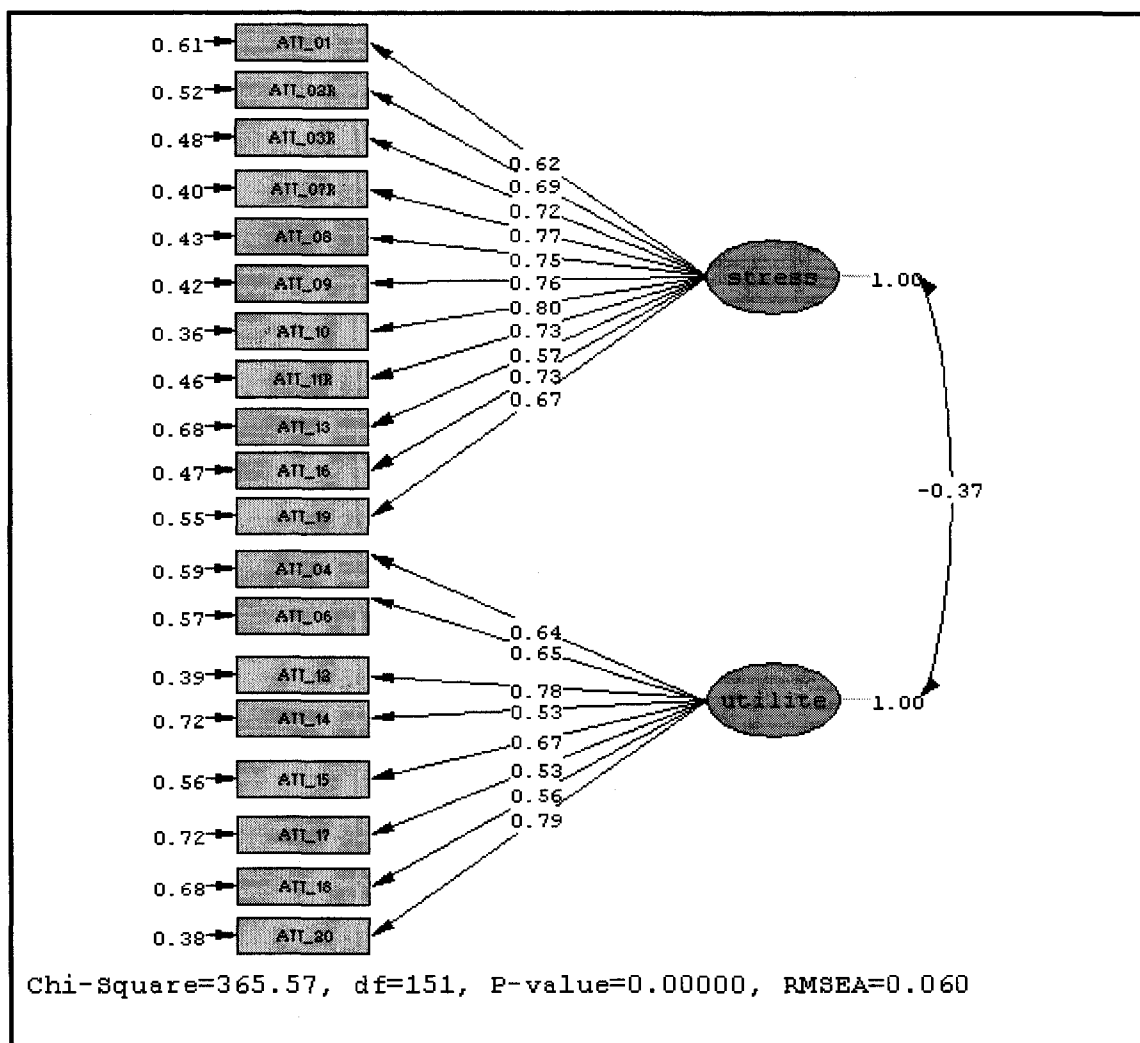 0.61 ATT_01
0.52 ATT_02R
0.48 ATT_03R
0.40 ATT_07R
0.43 ATT_08
0.42 ATT_09
0.36 ATT_10
0.46 ATT_11R
0.68 ATT_13
0.47 ATT_16
0.55 ATT_19
0.59 ATT_04
0.57 ATT_06
0.39 ATT_12
0.72 ATT_14
0.56 ATT_15
0.72 ATT_17
0.68 ATT_18
0.38 ATT_20
0.62
0.69
0.72
0.77
0.75
0.76
0.80
0.73
0.57
0.73
0.67
0.64
0.65
0.78
0.53
0.67
0.53
0.56
0.79
stress 1.00
-0.37
utilite 1.00
Chi-Square=365.57, df=151, P-value=0.00000, RMSEA=0.060